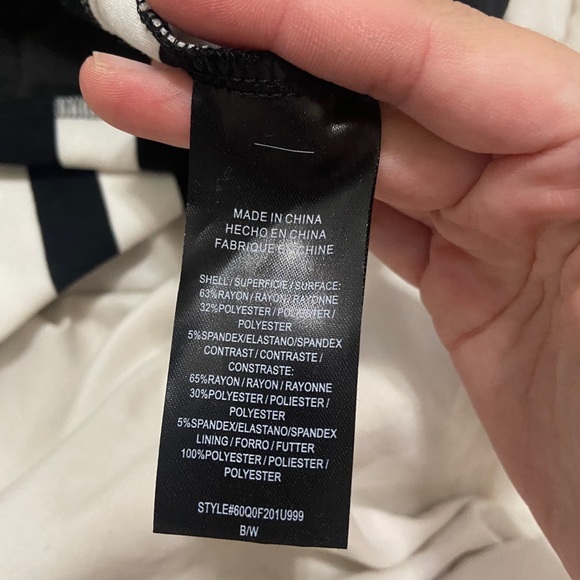 MADE IN CHINA
HECHO EN CHINA
FABRIQUE EN CHINE
SHELL / SUPERFICIE / SURFACE:
63%RAYON / RAYON / RAYONNE
32%POLYESTER / POLIESTER /
POLYESTER
5%SPANDEX/ELASTANO/SPANDEX
CONTRAST / CONTRASTE /
CONSTRASTE:
65%RAYON / RAYON / RAYONNE
30%POLYESTER / POLIESTER /
POLYESTER
5%SPANDEX/ELASTANO/SPANDEX
LINING / FORRO / FUTTER
100%POLYESTER / POLIESTER /
POLYESTER
STYLE#60Q0F201U999
B/W